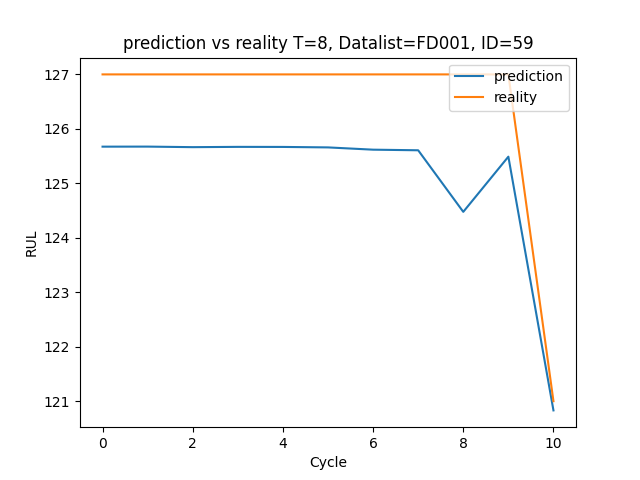 prediction vs reality T=8, Datalist=FD001, ID=59
prediction
reality
127
126
125
124
123
122
121
RUL
0 2 4 6 8 10
Cycle